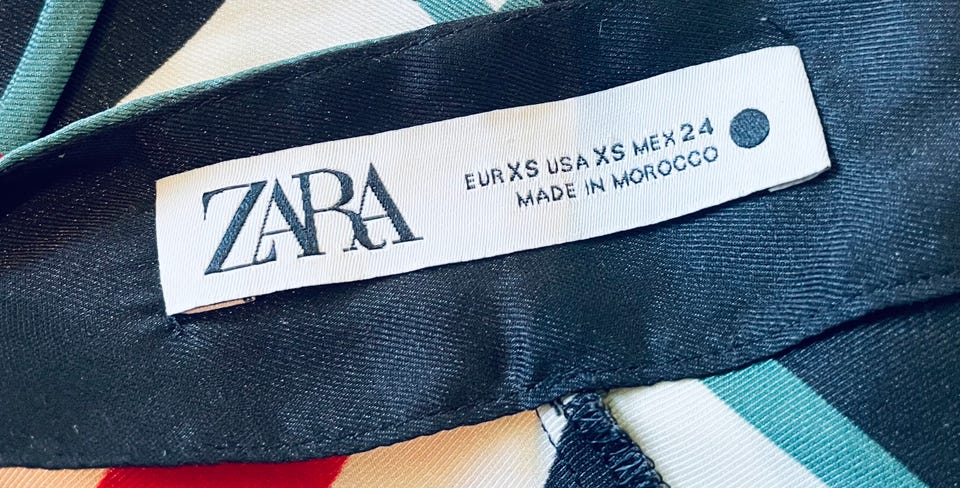 ZARA
EUR XS USA XS MEX 24
MADE IN MOROCCO